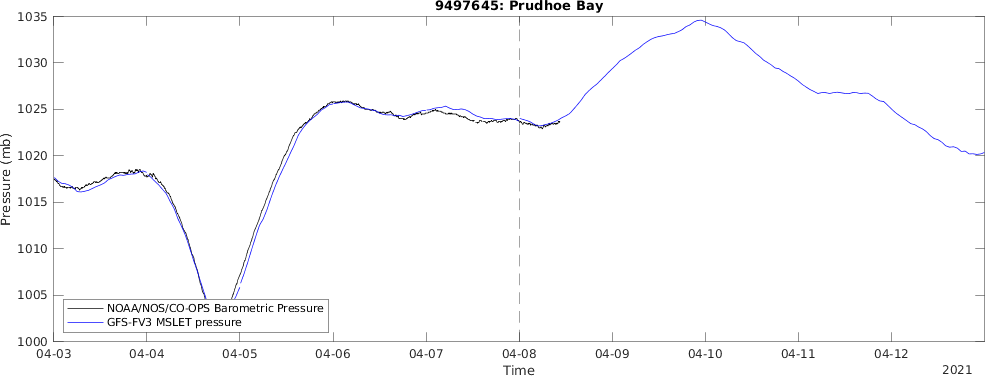 9497645: Prudhoe Bay
Pressure (mb)
1035
1030
1025
1020
1015
1010
1005
1000
NOAA/NOS/CO-OPS Barometric Pressure
GFS-FV3 MSLET pressure
04-03 04-04 04-05 04-06 04-07 04-08 04-09 04-10 04-11 04-12
Time
2021